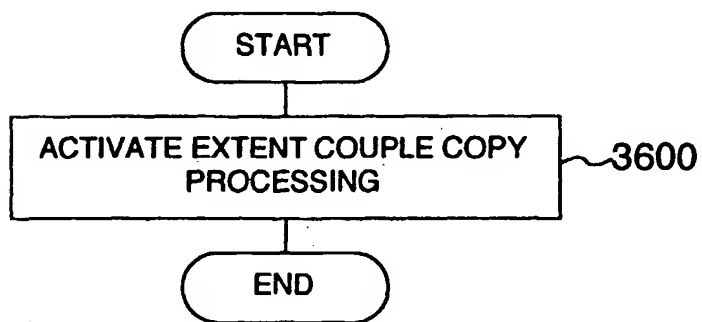 START
ACTIVATE EXTENT COUPLE COPY
PROCESSING
3600
END